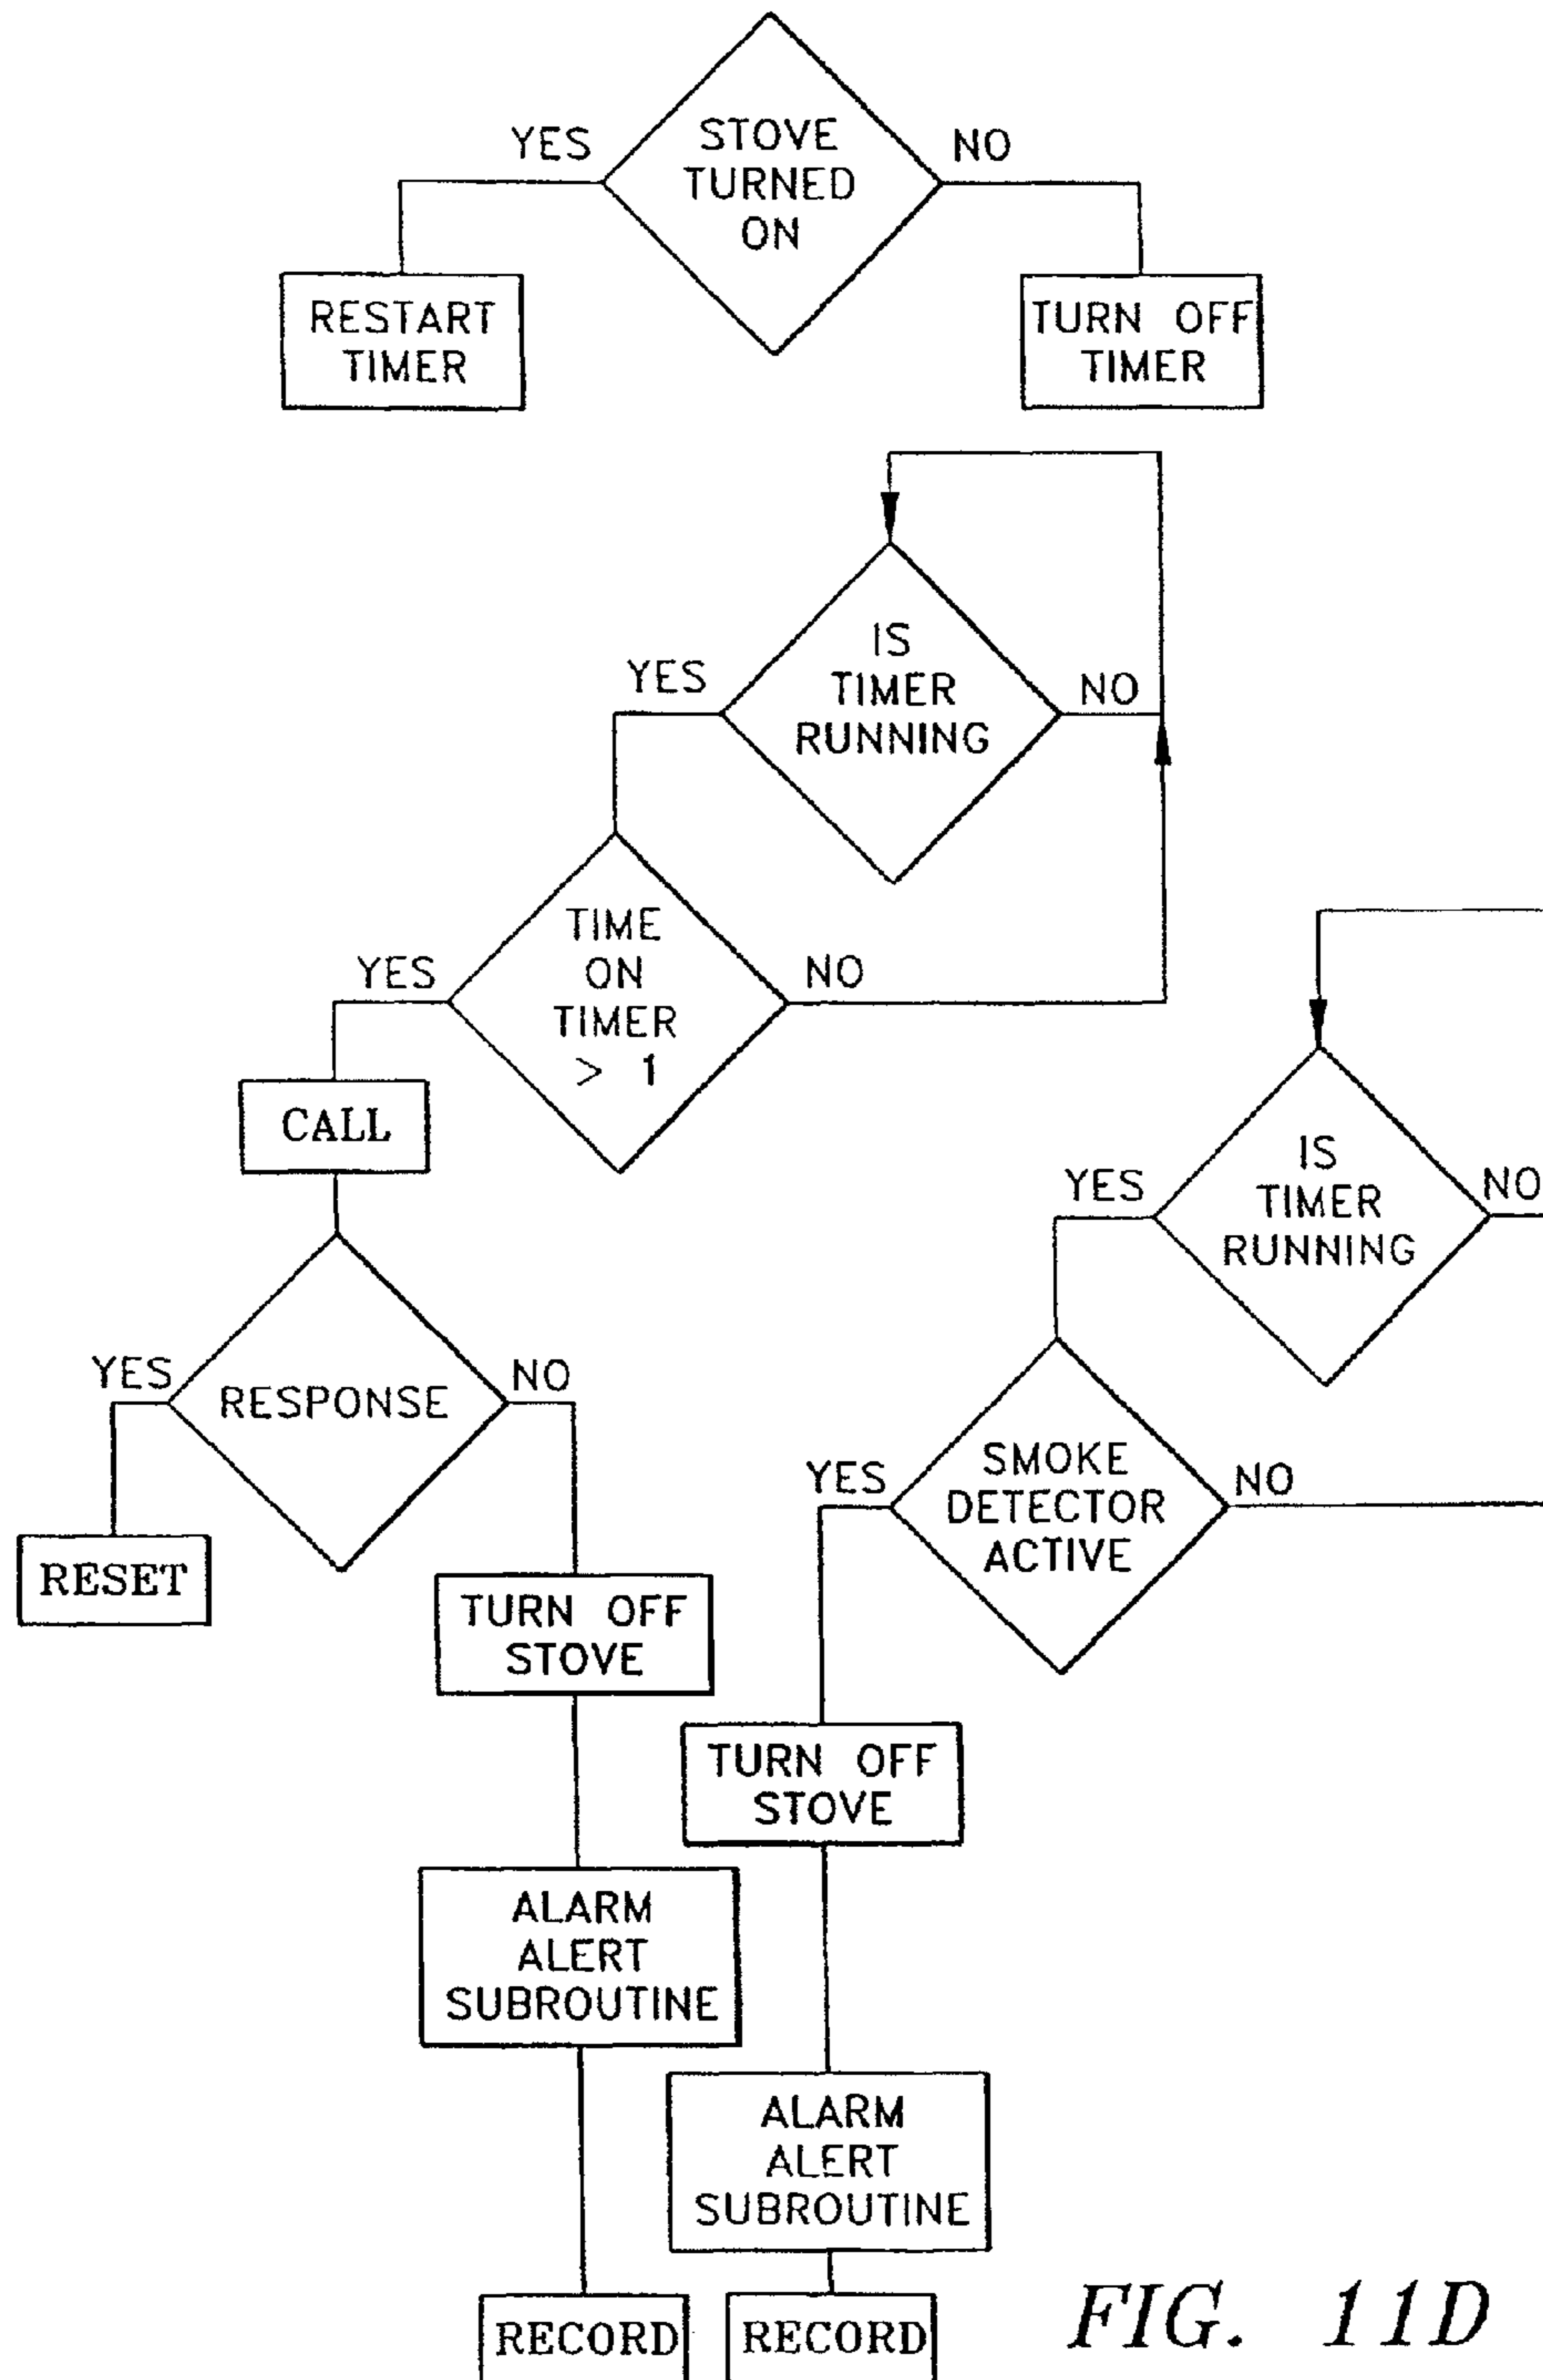 STOVE
TURNED
ON
YES
NO
RESTART
TIMER
TURN OFF
TIMER
IS
TIMER
RUNNING
YES
NO
TIME
ON
TIMER
> 1
YES
NO
CALL
RESPONSE
YES
NO
RESET
TURN OFF
STOVE
ALARM
ALERT
SUBROUTINE
RECORD
IS
TIMER
RUNNING
YES
NO
SMOKE
DETECTOR
ACTIVE
YES
NO
TURN OFF
STOVE
ALARM
ALERT
SUBROUTINE
RECORD
FIG. 11D